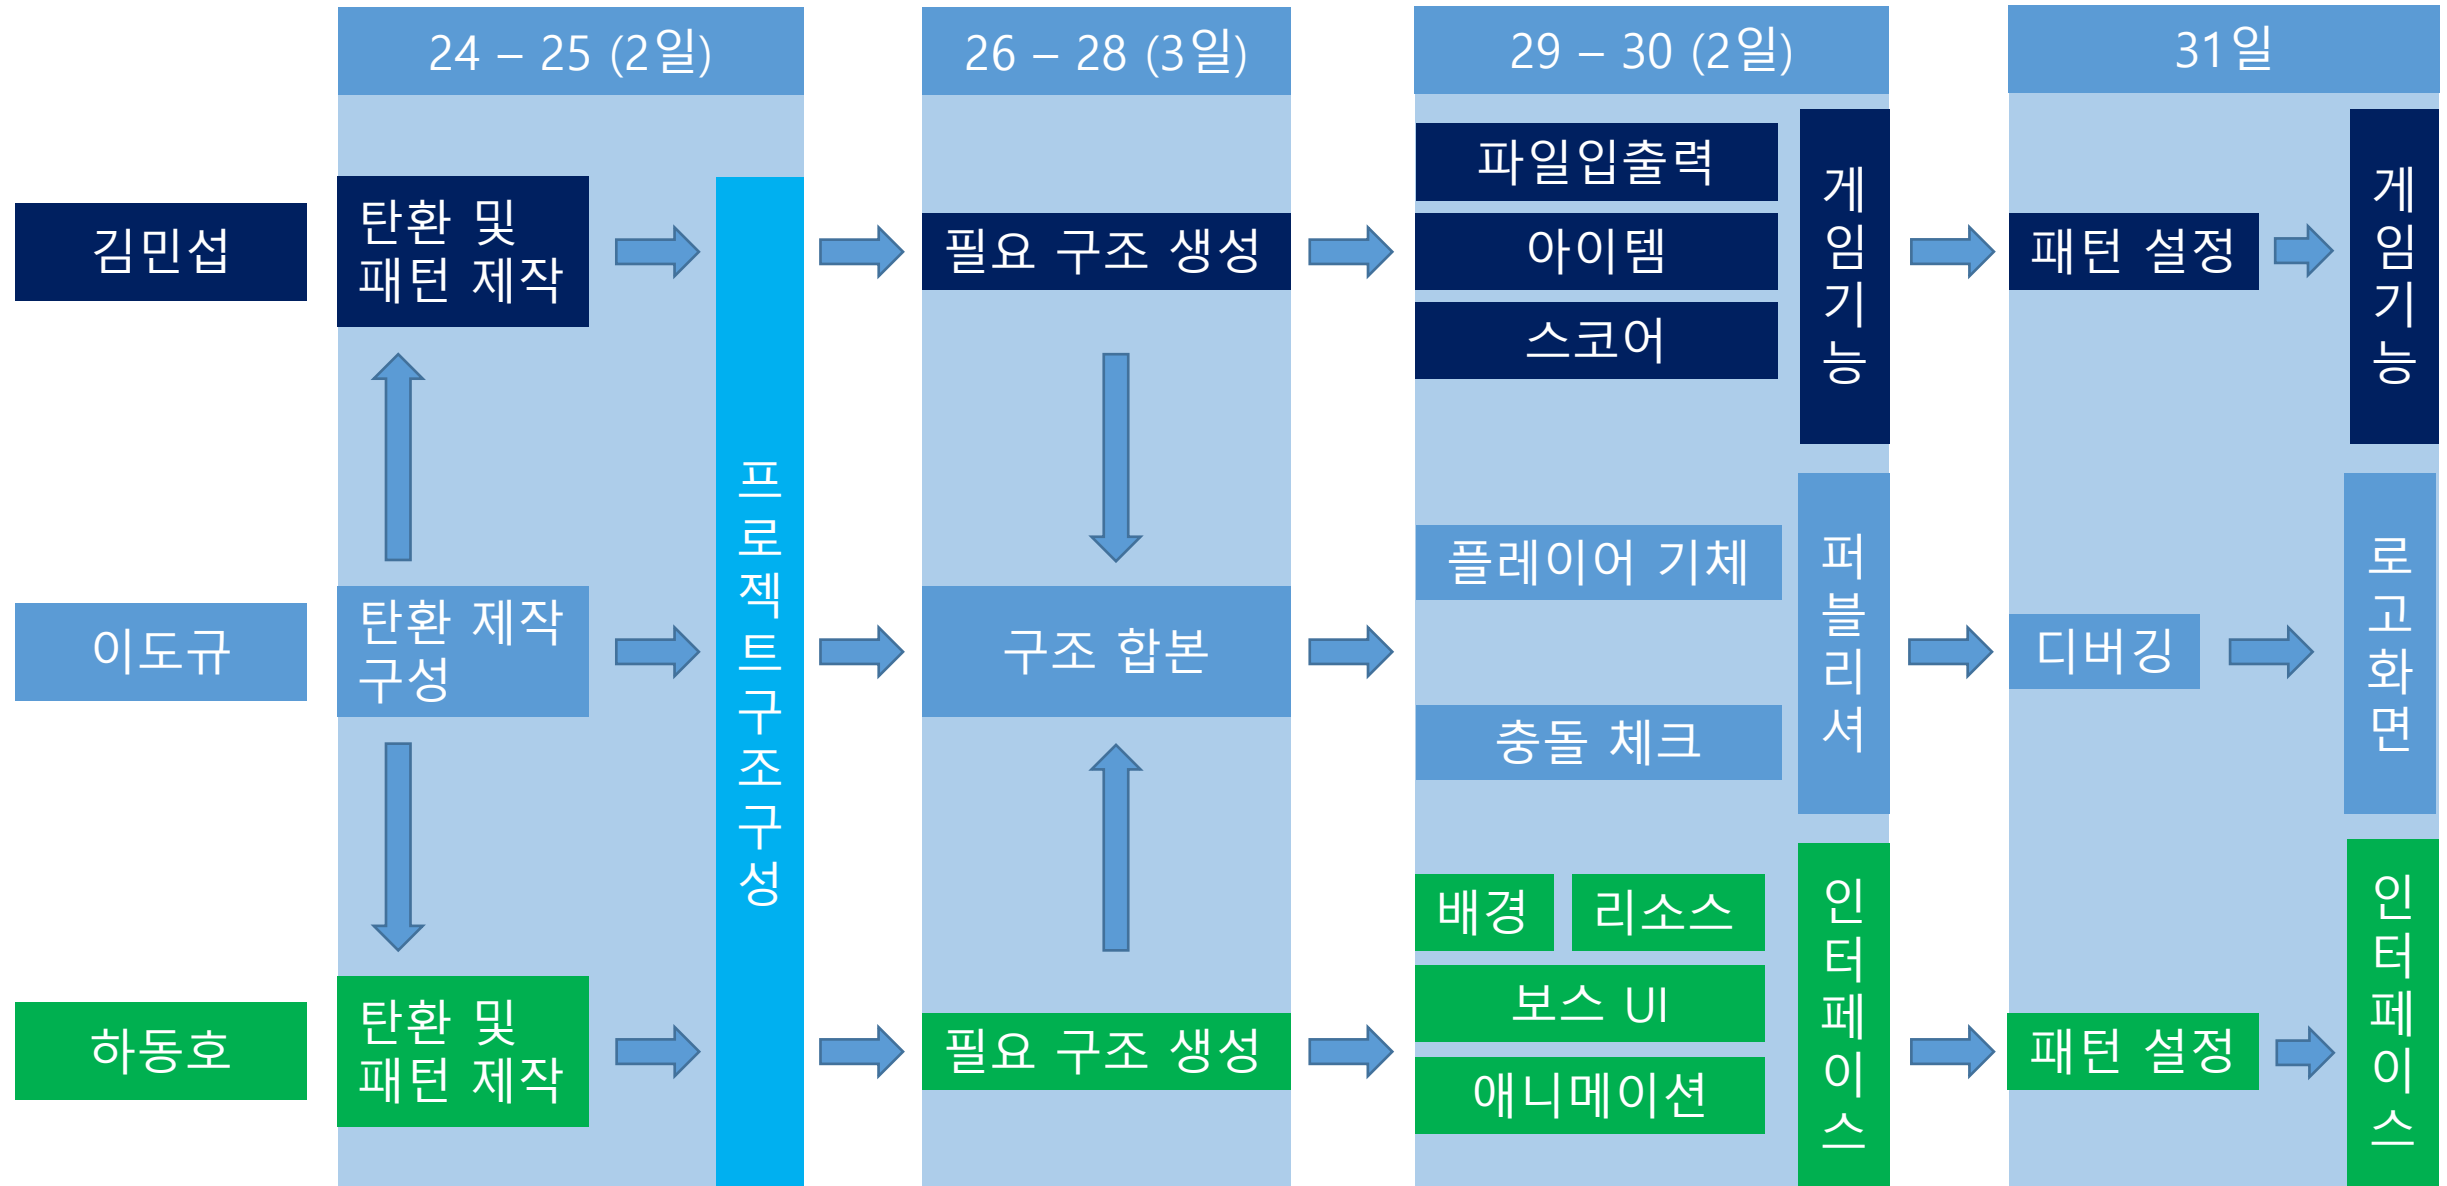 24 – 25 (2일)
26 – 28 (3일)
29 – 30 (2일)
31일
김민섭
탄환 및
패턴 제작
필요 구조 생성
파일입출력
아이템
스코어
게임기능
패턴 설정
게임기능
이도규
탄환 제작
구성
프로젝트구조구성
구조 합본
플레이어 기체
충돌 체크
퍼블리셔
디버깅
로고화면
하동호
탄환 및
패턴 제작
필요 구조 생성
배경
리소스
보스 UI
애니메이션
인터페이스
패턴 설정
인터페이스